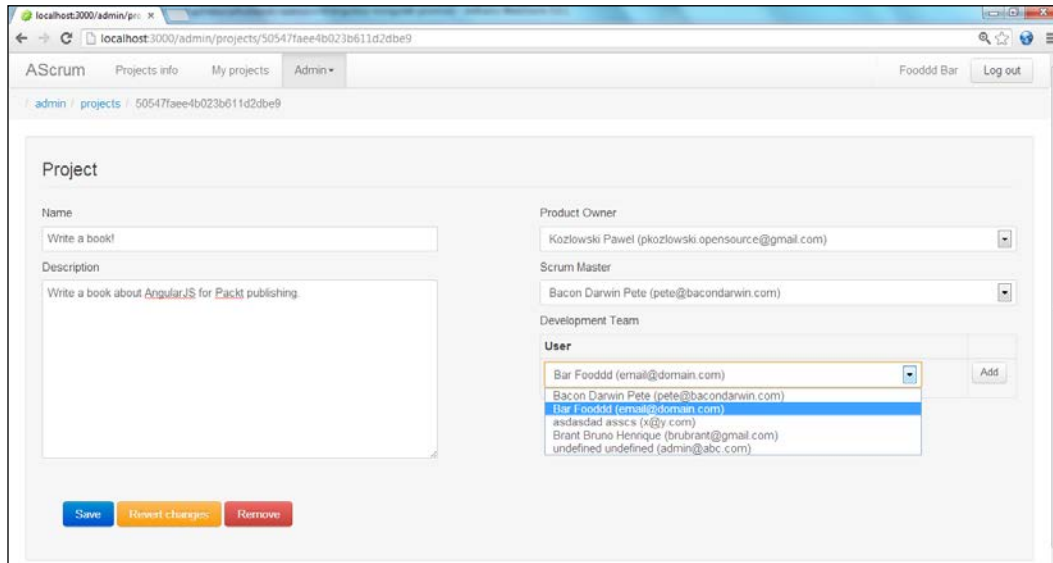 localhost:3000/admin/pro
localhost:3000/admin/projects/50547faee4b023b611d2dbe9
AScrum Projects info My projects Admin Fooddd Bar Log out
/ admin / projects / 50547faee4b023b611d2dbe9
Project
Name
Write a book!
Description
Write a book about AngularJS for Packt publishing.
Product Owner
Kozlowski Pawel (pkozlowski.opensource@gmail.com)
Scrum Master
Bacon Darwin Pete (pete@bacondarwin.com)
Development Team
User
Bar Fooddd (email@domain.com) Add
Bacon Darwin Pete (pete@bacondarwin.com)
Bar Fooddd (email@domain.com)
asdasdad asscs (x@y.com)
Brant Bruno Henrique (brubrant@gmail.com)
undefined undefined (admin@abc.com)
Save Revert changes Remove